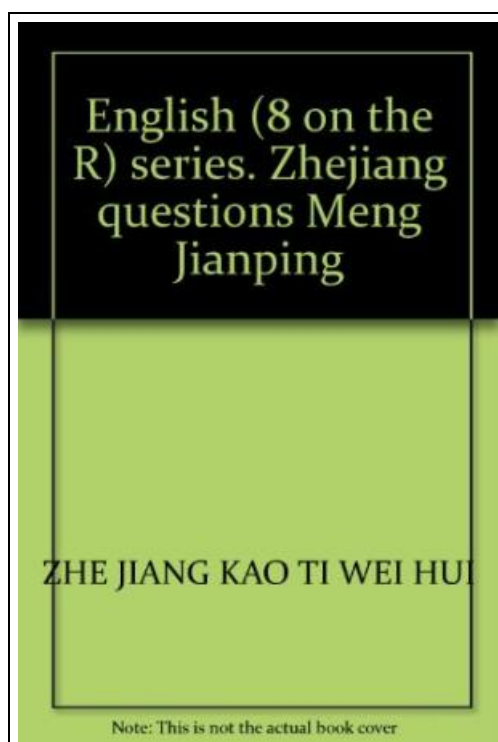 English (8 on the
R) series. Zhejiang
questions Meng
Jianping
ZHE JIANG KAO TI WEI HUI
Note: This is not the actual book cover